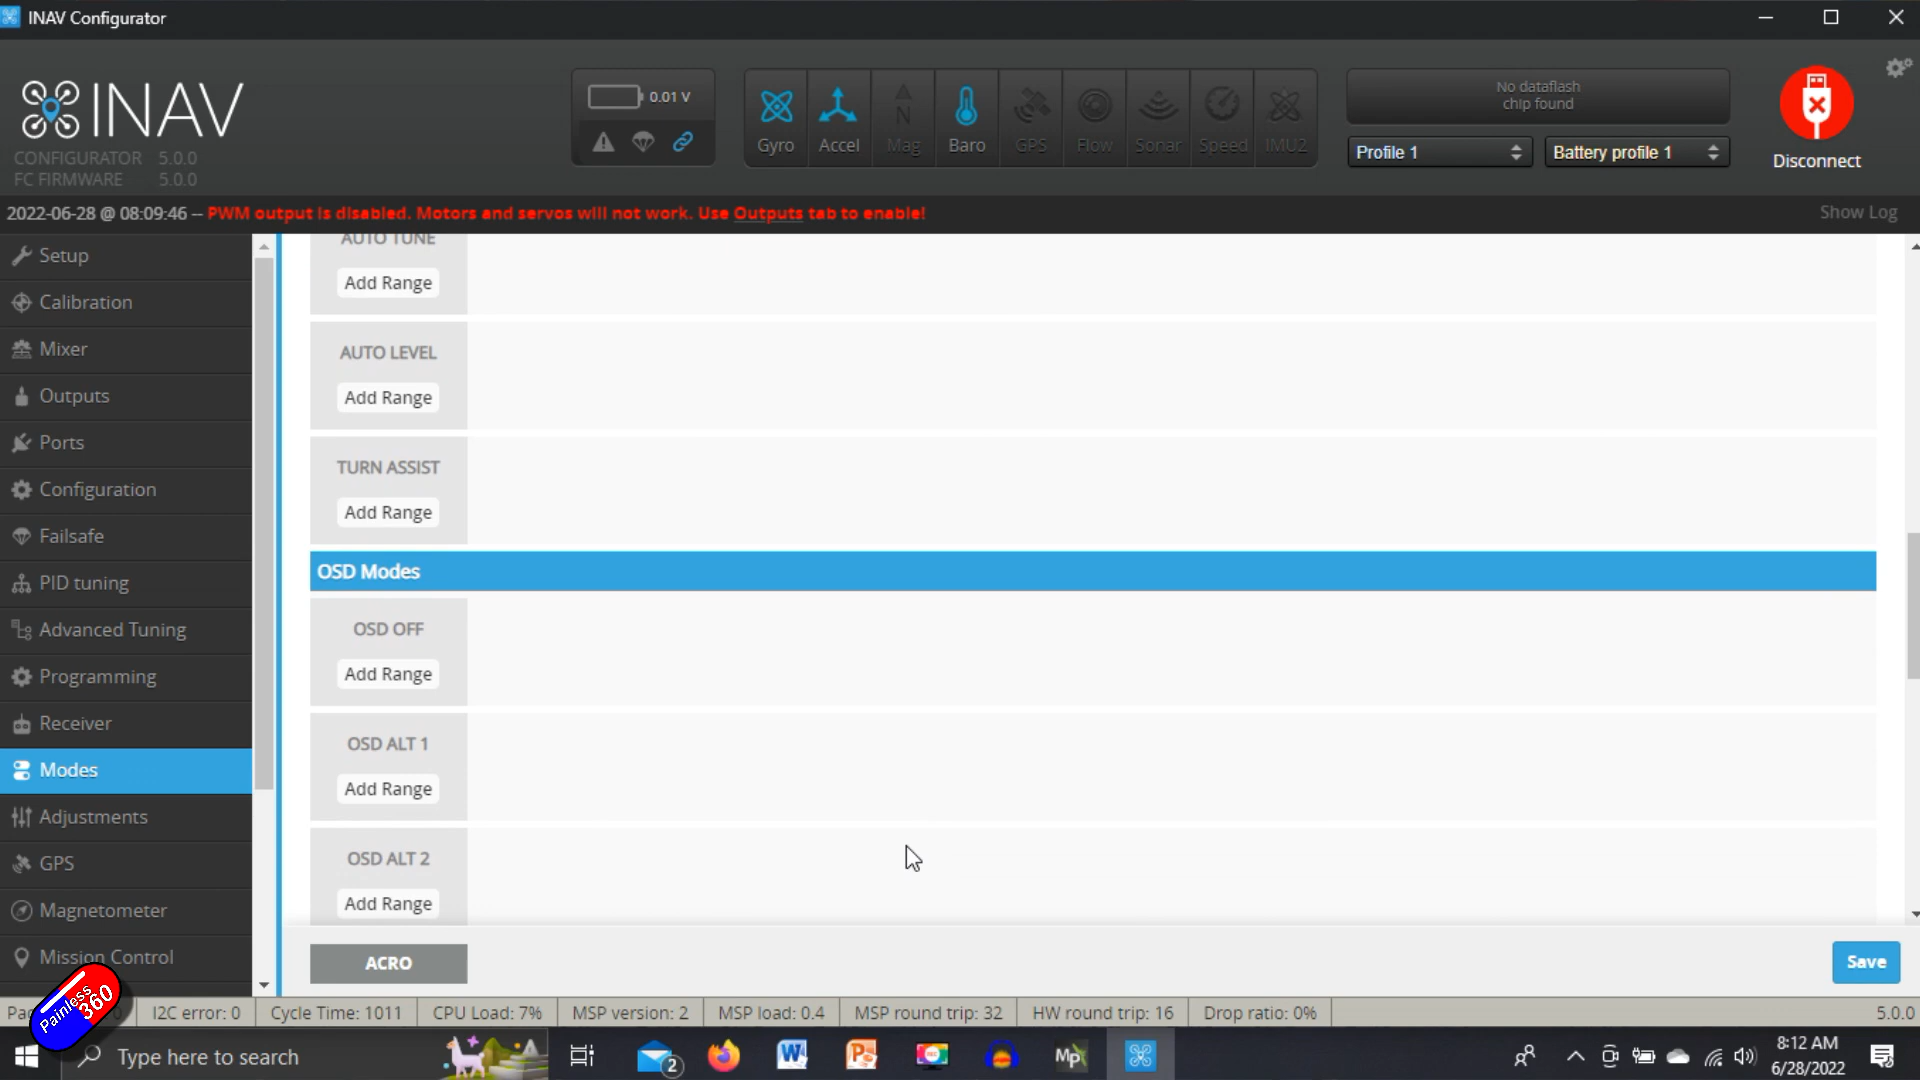 INAV Configurator
INAV
CONFIGURATOR 5.0.0
FC FIRMWARE 5.0.0
0.01 V
Gyro
Accel
Mag
Baro
GPS
Flow
Sonar
Speed
IMU2
No dataflash
chip found
Profile 1
Battery profile 1
Disconnect
2022-06-28 @ 08:09:46 -- PWM output is disabled. Motors and servos will not work. Use Outputs tab to enable!
Show Log
Setup
Calibration
Mixer
Outputs
Ports
Configuration
Failsafe
PID tuning
Advanced Tuning
Programming
Receiver
Modes
Adjustments
GPS
Magnetometer
Mission Control
AUTO TUNE
Add Range
AUTO LEVEL
Add Range
TURN ASSIST
Add Range
OSD Modes
OSD OFF
Add Range
OSD ALT 1
Add Range
OSD ALT 2
Add Range
ACRO
Save
Painless
360
I2C error: 0
Cycle Time: 1011
CPU Load: 7%
MSP version: 2
MSP load: 0.4
MSP round trip: 32
HW round trip: 16
Drop ratio: 0%
5.0.0
Type here to search
2
8:12 AM
6/28/2022